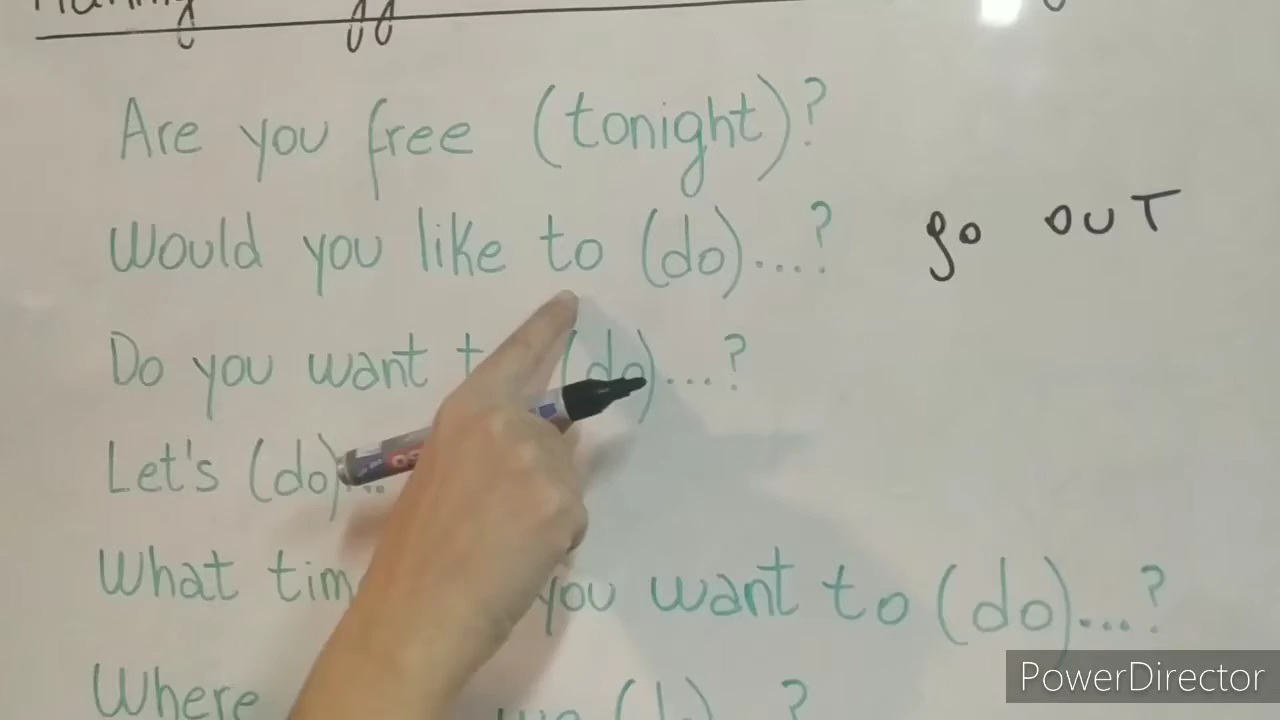 Are you free (tonight)?
Would you like to (do)....? go OUT
Do you want (do)...?
Let's (do)...
What you want to (do)....?
Where ?
PowerDirector